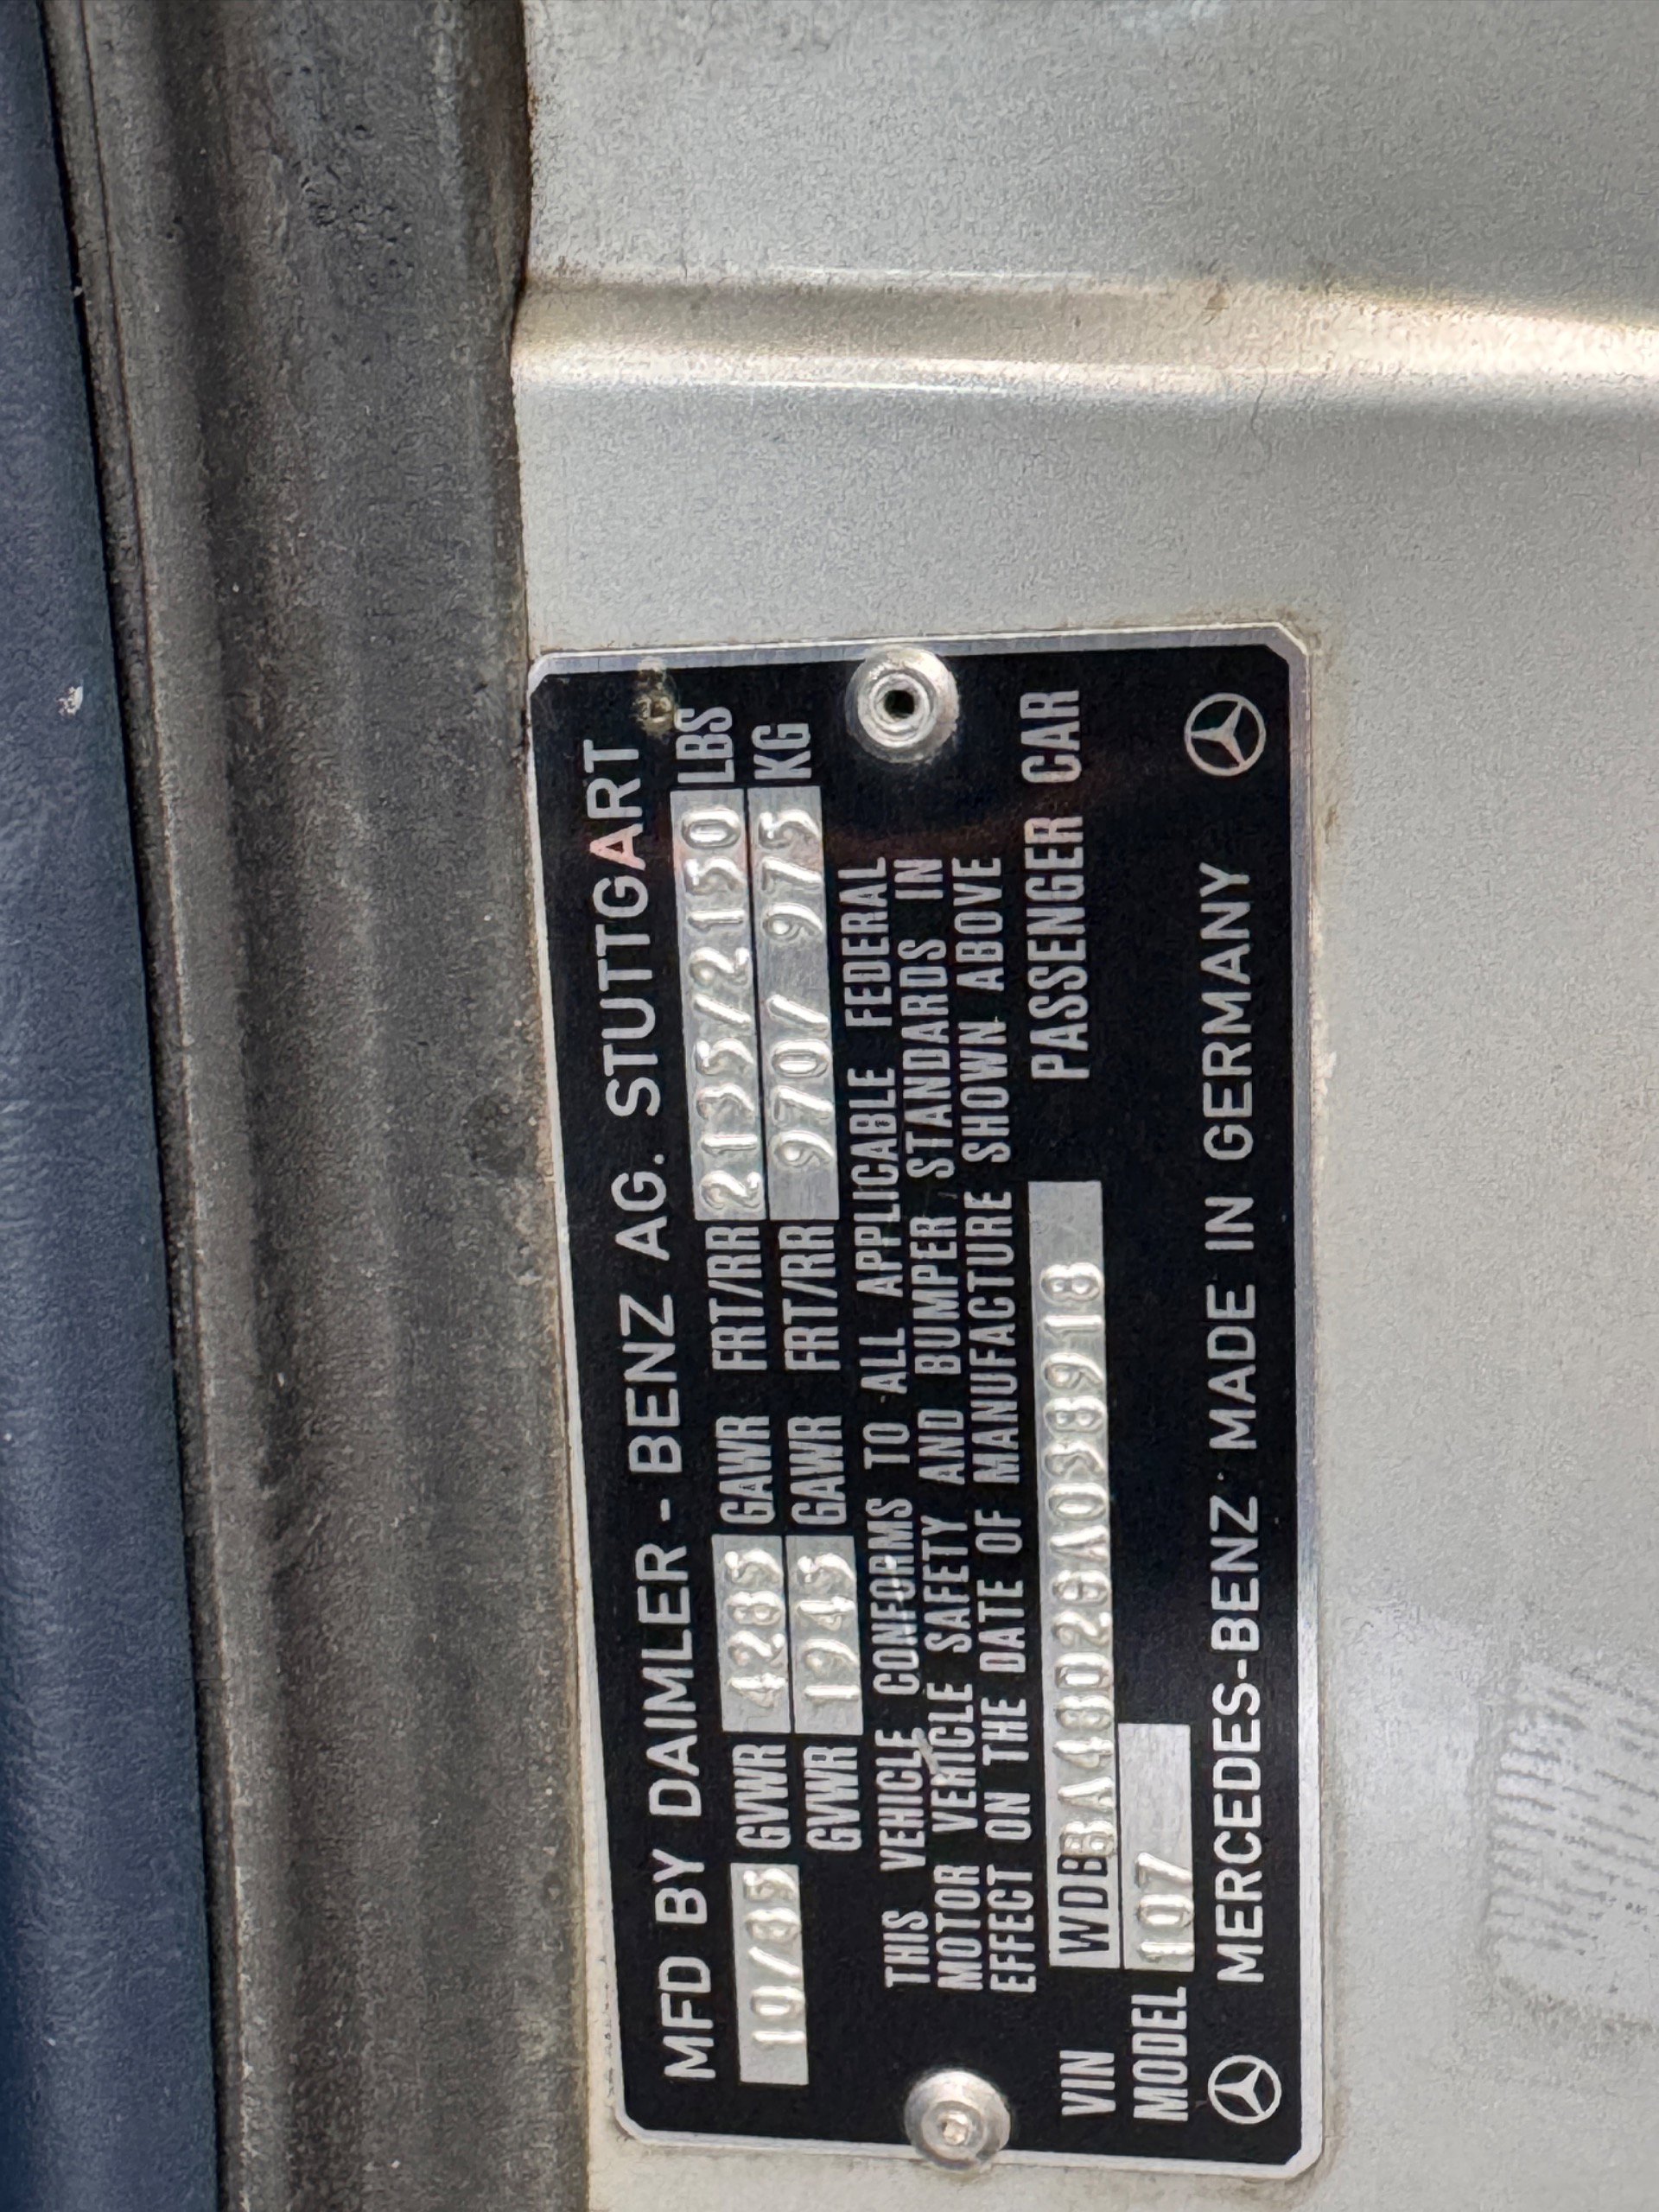 MFD BY DAIMLER - BENZ AG. STUTTGART
10/85 GVWR 4285 GAWR FRT/RR 2135/2150 LBS
GVWR 1945 GAWR FRT/RR 970/ 975 KG
THIS VEHICLE CONFORMS TO ALL APPLICABLE FEDERAL
MOTOR VEHICLE SAFETY AND BUMPER STANDARDS IN
EFFECT ON THE DATE OF MANUFACTURE SHOWN ABOVE
VIN WDBBA48D2GA038918 PASSENGER CAR
MODEL 107
MERCEDES-BENZ MADE IN GERMANY